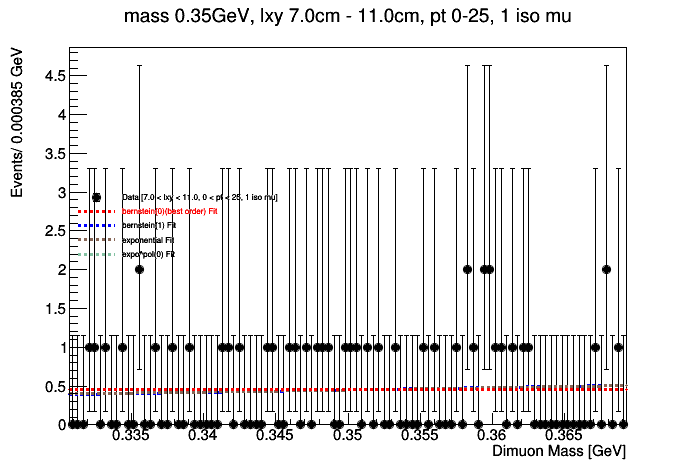 mass 0.35GeV, lxy 7.0cm - 11.0cm, pt 0-25, 1 iso mu
Events/ 0.000385 GeV
4.5
4
3.5
3
2.5
2
1.5
1
0.5
0
Data [7.0 < lxy < 11.0, 0 < pt < 25, 1 iso mu]
bernstein[0](best order) Fit
bernstein(1) Fit
exponential Fit
expo*pol(0) Fit
0.335 0.34 0.345 0.35 0.355 0.36 0.365
Dimuon Mass [GeV]